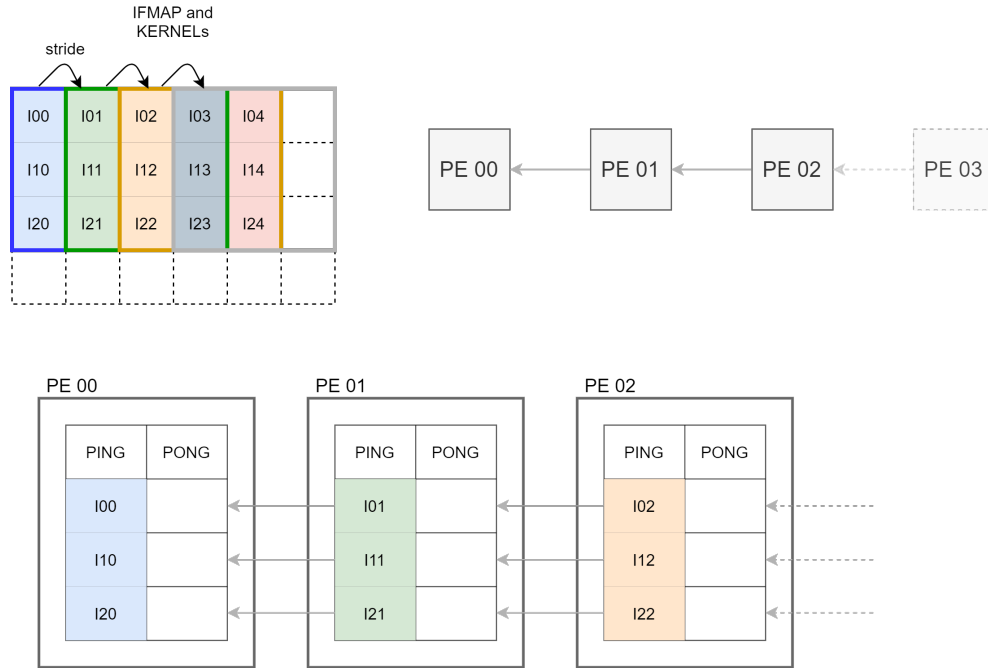 IFMAP and
KERNELs
stride
I00 I01 I02 I03 I04
I10 I11 I12 I13 I14
I20 I21 I22 I23 I24
PE 00 PE 01 PE 02 PE 03
PE 00 PE 01 PE 02
PING PONG PING PONG PING PONG
I00 I01 I02
I10 I11 I12
I20 I21 I22